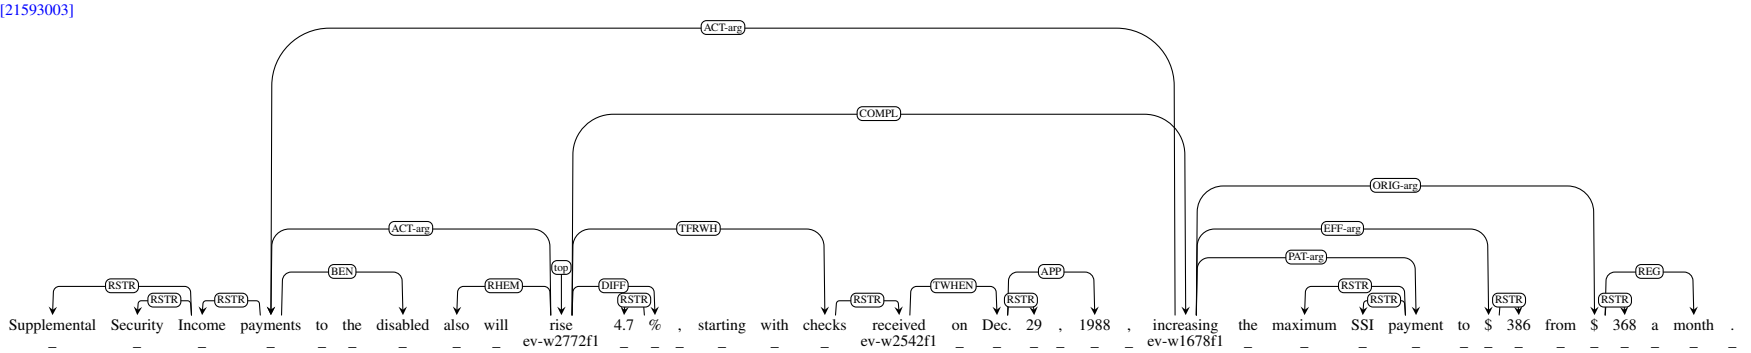 [21593003]
ACT-arg
COMPL
ORIG-arg
ACT-arg TFRWH EFF-arg
PAT-arg
top
BEN APP REG
RSTR RHEM DIFF TWHEN RSTR
RSTR RSTR RSTR RSTR RSTR RSTR RSTR RSTR
Supplemental Security Income payments to the disabled also will rise 4.7 % , starting with checks received on Dec. 29 , 1988 , increasing the maximum SSI payment to $ 386 from $ 368 a month .
_ _ _ _ _ _ _ _ _ ev-w2772f1 _ _ _ _ _ _ ev-w2542f1 _ _ _ _ _ _ ev-w1678f1 _ _ _ _ _ _ _ _ _ _ _ _ _